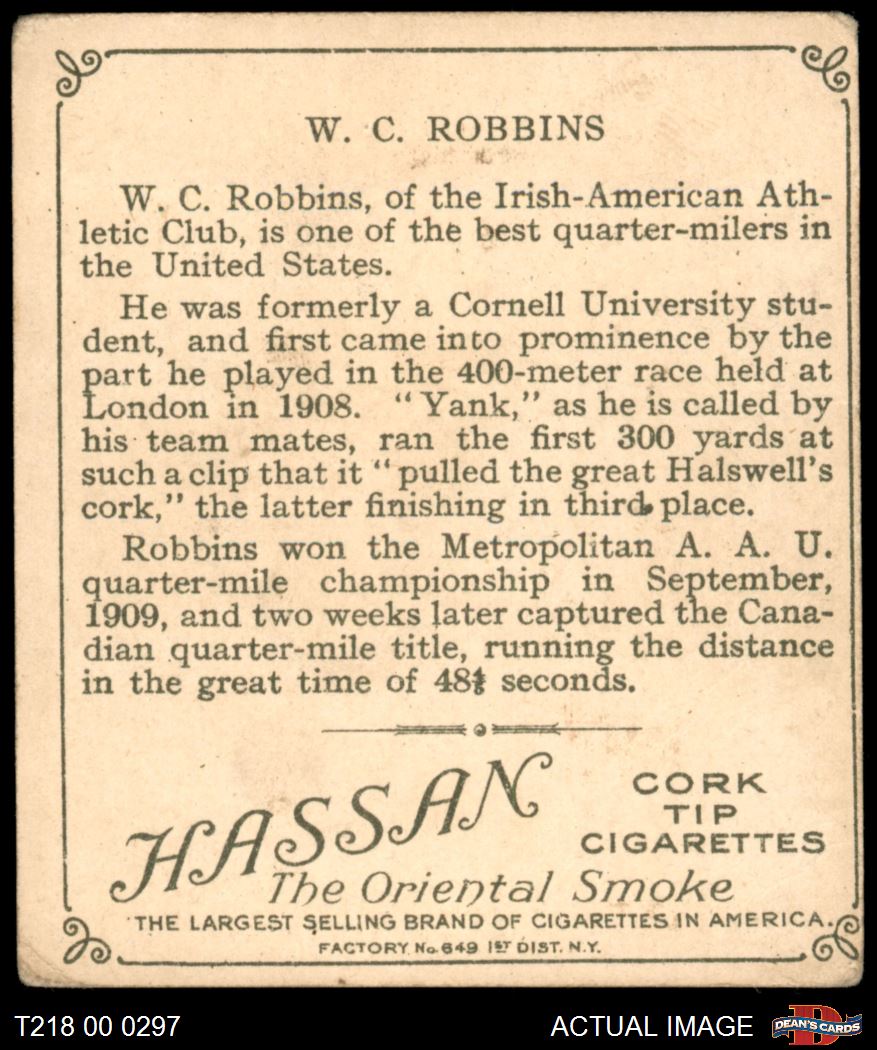 W. C. ROBBINS
W. C. Robbins, of the Irish-American Ath-
letic Club, is one of the best quarter-milers in
the United States.
He was formerly a Cornell University stu-
dent, and first came into prominence by the
part he played in the 400-meter race held at
London in 1908. "Yank," as he is called by
his team mates, ran the first 300 yards at
such a clip that it "pulled the great Halswell's
cork," the latter finishing in third place.
Robbins won the Metropolitan A. A. U.
quarter-mile championship in September,
1909, and two weeks later captured the Cana-
dian quarter-mile title, running the distance
in the great time of seconds.
HASSAN
CORK
TIP
CIGARETTES
The Oriental Smoke
THE LARGEST SELLING BRAND OF CIGARETTES IN AMERICA.
FACTORY No. 649 1ST DIST. N.Y.
T218 00 0297
ACTUAL IMAGE
DEAN'S CARDS